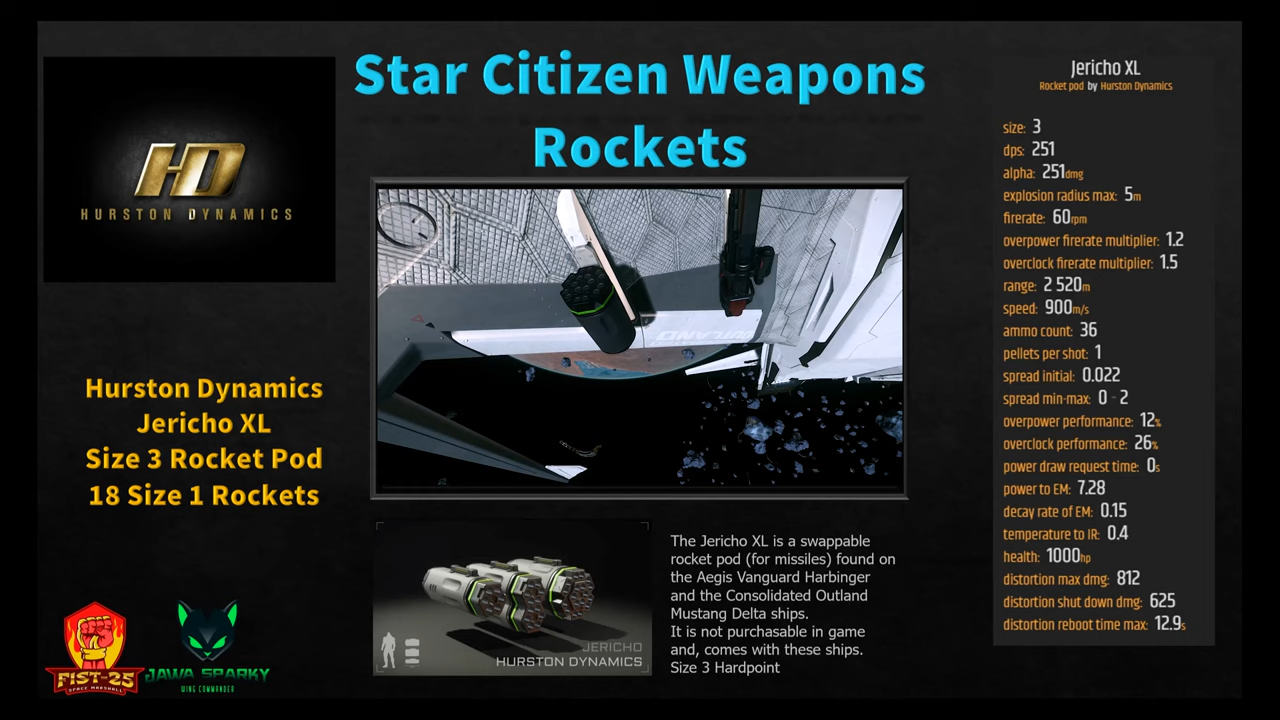 Star Citizen Weapons
Rockets
HD
HURSTON DYNAMICS
Hurston Dynamics
Jericho XL
Size 3 Rocket Pod
18 Size 1 Rockets
FIST-25
SPACE MARSHALL
JAWA SPARKY
WING COMMANDER
OUTLAND
JERICHO
HURSTON DYNAMICS
The Jericho XL is a swappable
rocket pod (for missiles) found on
the Aegis Vanguard Harbinger
and the Consolidated Outland
Mustang Delta ships.
It is not purchasable in game
and, comes with these ships.
Size 3 Hardpoint
Jericho XL
Rocket pod by Hurston Dynamics
size: 3
dps: 251
alpha: 251dmg
explosion radius max: 5m
firerate: 60rpm
overpower firerate multiplier: 1.2
overclock firerate multiplier: 1.5
range: 2 520m
speed: 900m/s
ammo count: 36
pellets per shot: 1
spread initial: 0.022
spread min-max: 0 - 2
overpower performance: 12%
overclock performance: 26%
power draw request time: 0s
power to EM: 7.28
decay rate of EM: 0.15
temperature to IR: 0.4
health: 1000hp
distortion max dmg: 812
distortion shut down dmg: 625
distortion reboot time max: 12.9s